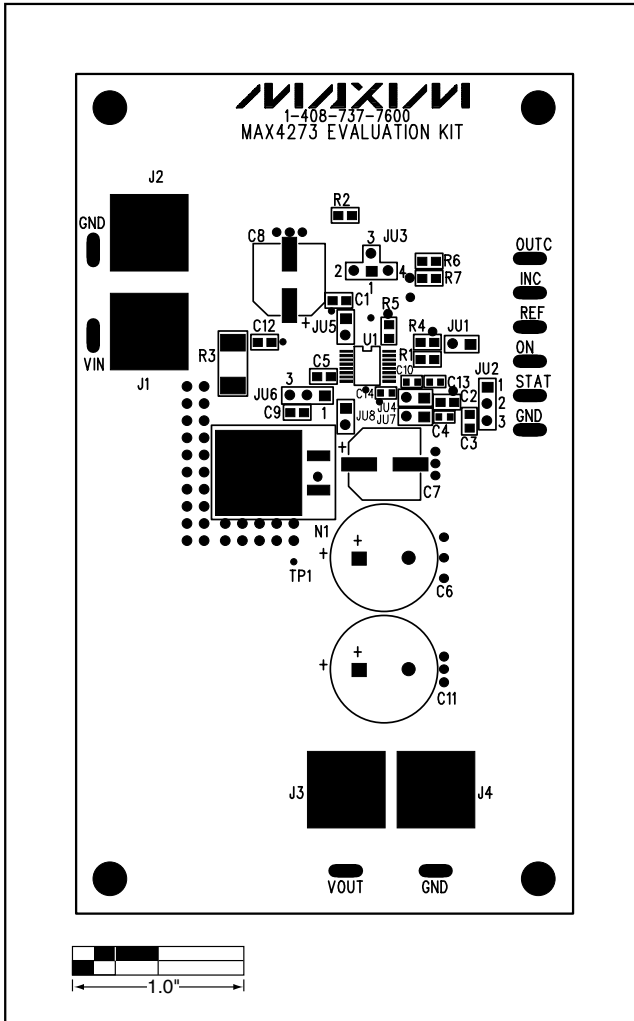 MAXIM
1-408-737-7600
MAX4273 EVALUATION KIT
J2
GND
R2
C8
3
JU3
2
4
1
R6
R7
OUTC
INC
REF
ON
STAT
GND
+
C1
R5
JU5
U1
R4
JU1
R1
VIN
J1
R3
C12
C5
C10
C13
JU2
1
2
3
JU6
3
1
C14
JU4
C2
C9
JU8
JU7
C4
C3
+
C7
N1
TP1
+
+
C6
+
+
C11
J3
J4
VOUT
GND
1.0"